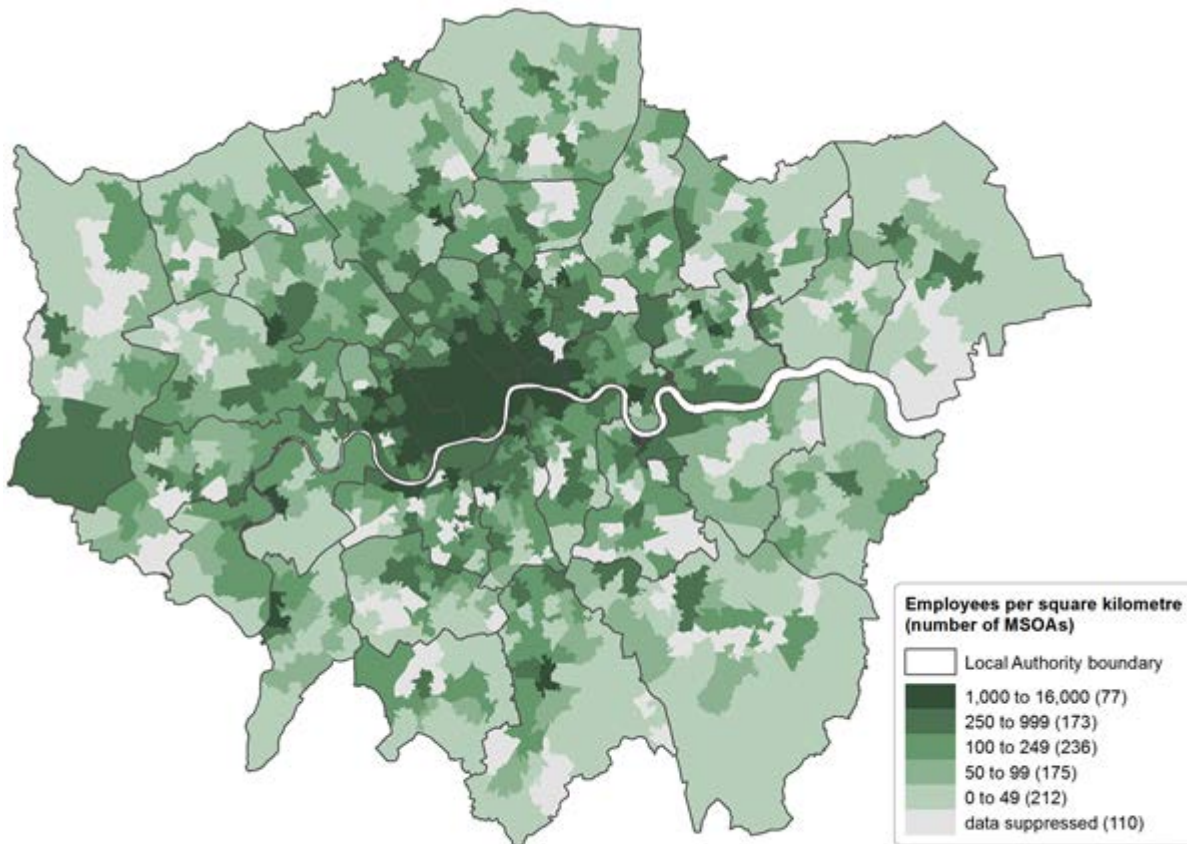 Employees per square kilometre
(number of MSOAs)
Local Authority boundary
1,000 to 16,000 (77)
250 to 999 (173)
100 to 249 (236)
50 to 99 (175)
0 to 49 (212)
data suppressed (110)